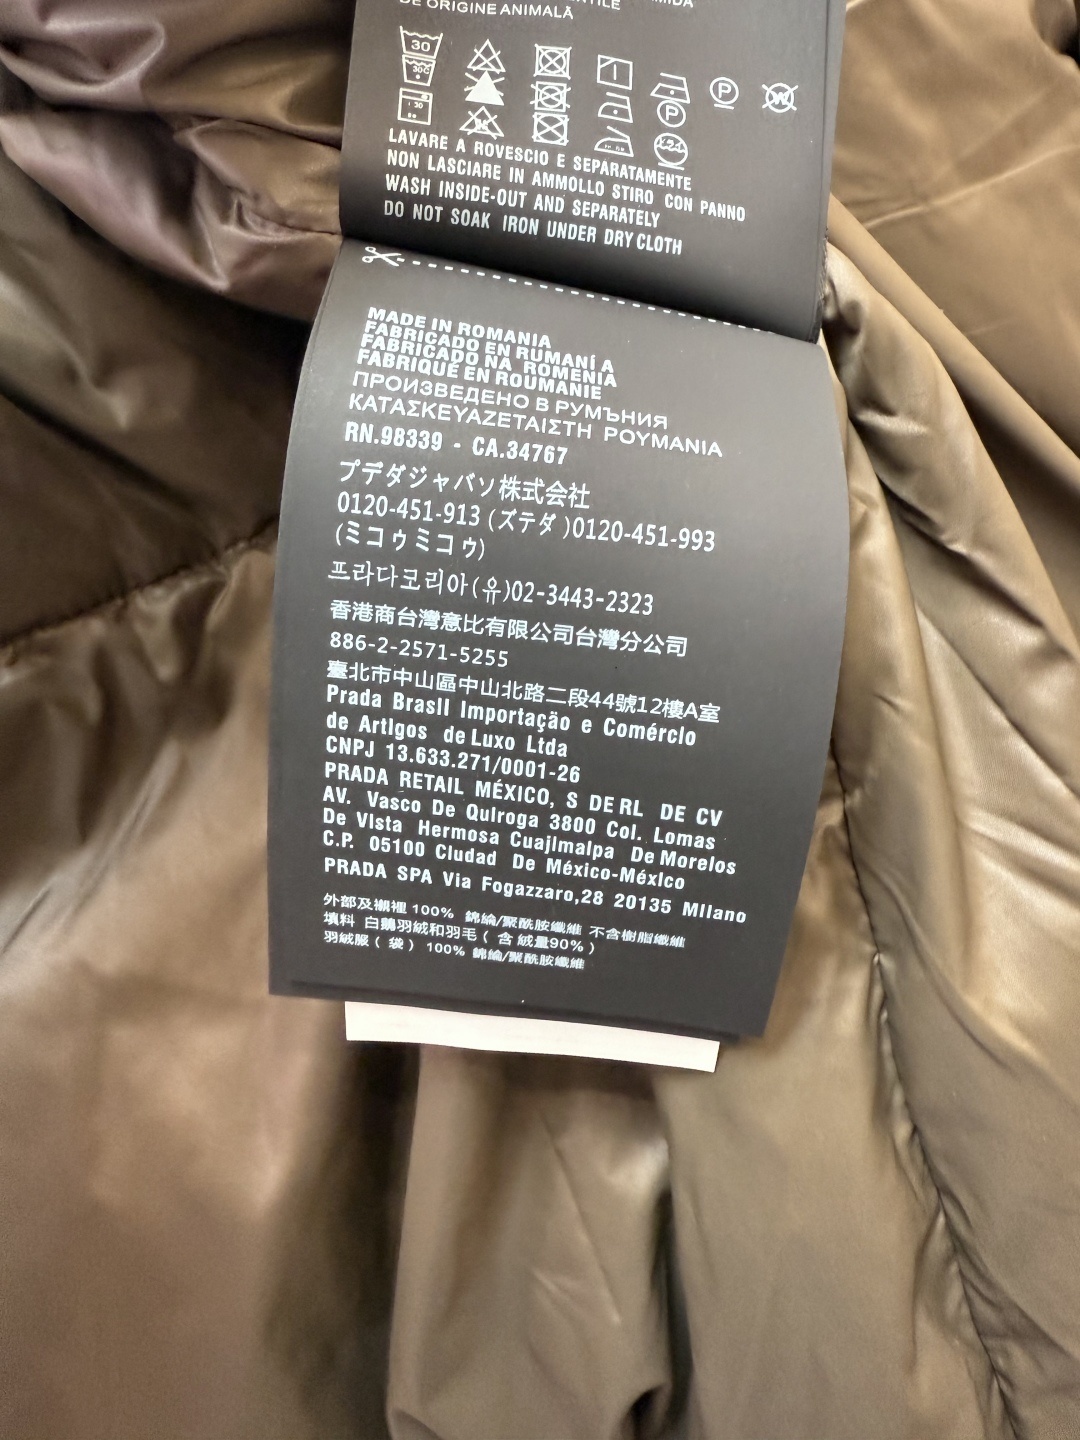 DE ORIGINE ANIMALĂ
30
30C
30
P
W
P
LAVARE A ROVESCIO E SEPARATAMENTE
NON LASCIARE IN AMMOLLO STIRO CON PANNO
WASH INSIDE-OUT AND SEPARATELY
DO NOT SOAK IRON UNDER DRY CLOTH
MADE IN ROMANIA
FABRICADO EN RUMANÍ A
FABRICADO NA ROMENIA
FABRIQUÉ EN ROUMANIE
ПРОИЗВЕДЕНО В РУМЪНИЯ
ΚΑΤΑΣΚΕΥΑΖΕΤΑΙΣΤΗ ΡΟΥΜΑΝΙΑ
RN.98339 - CA.34767
プデダジャバソ株式会社
0120-451-913 (ズテダ)0120-451-993
(ミコゥミコゥ)
프라다코리아(유)02-3443-2323
香港商台灣意比有限公司台灣分公司
886-2-2571-5255
臺北市中山區中山北路二段44號12樓A室
Prada Brasil Importação e Comércio
de Artigos de Luxo Ltda
CNPJ 13.633.271/0001-26
PRADA RETAIL MÉXICO, S DE RL DE CV
AV. Vasco De Quiroga 3800 Col. Lomas
De Vista Hermosa Cuajimalpa De Morelos
C.P. 05100 Ciudad De México-México
PRADA SPA Via Fogazzaro,28 20135 Milano
外部及襯裡 100% 錦綸/聚酰胺纖維 不含樹脂纖維
填料 白鵝羽絨和羽毛 ( 含絨量90% )
羽絨服 ( 袋 ) 100% 錦綸/聚酰胺纖維